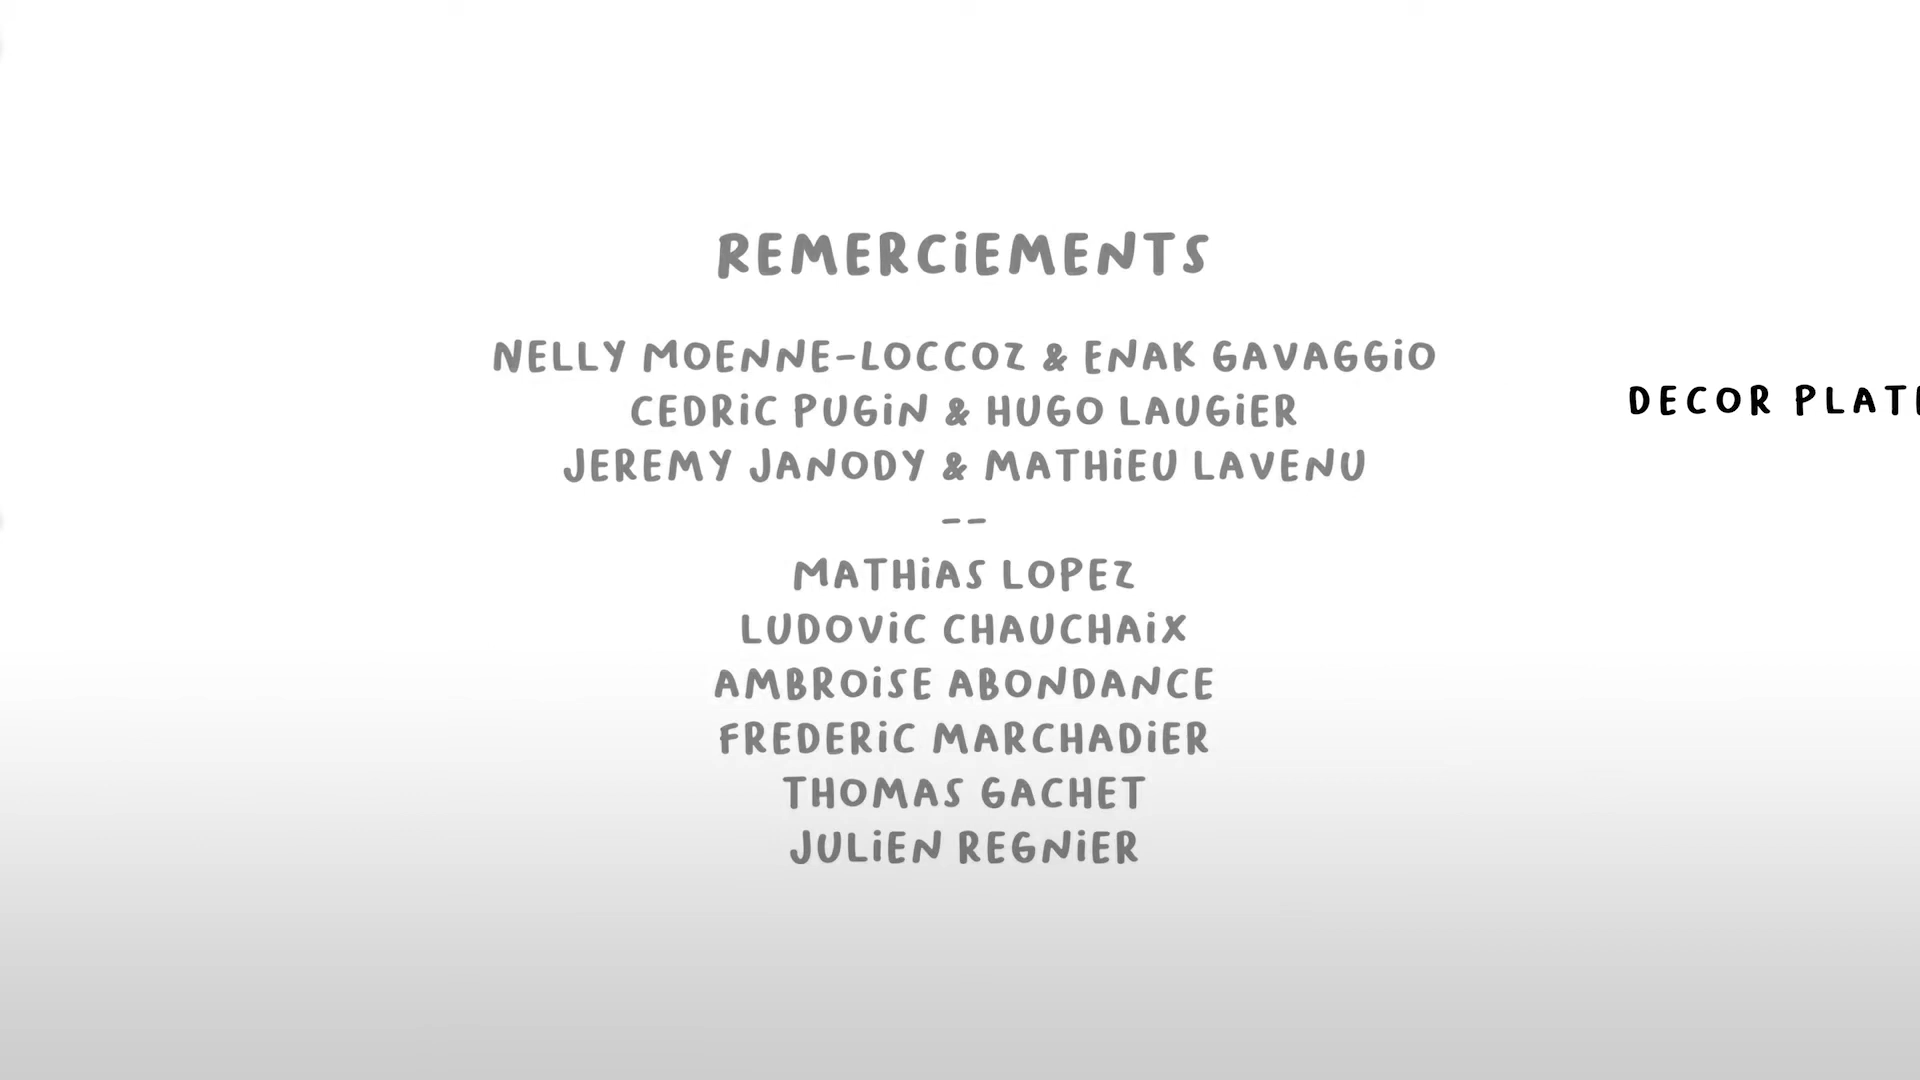 REMERCiEMENTS
NELLY MOENNE-LOCCOZ & ENAK GAVAGGiO
CEDRiC PUGiN & HUGO LAUGiER
DECOR
JEREMY JANODY & MATHiEU LAVENU
--
MATHiAS LOPEZ
LUDOViC CHAUCHAiX
AMBROiSE ABONDANCE
FREDERiC MARCHADiER
THOMAS GACHET
JULiEN REGNiER